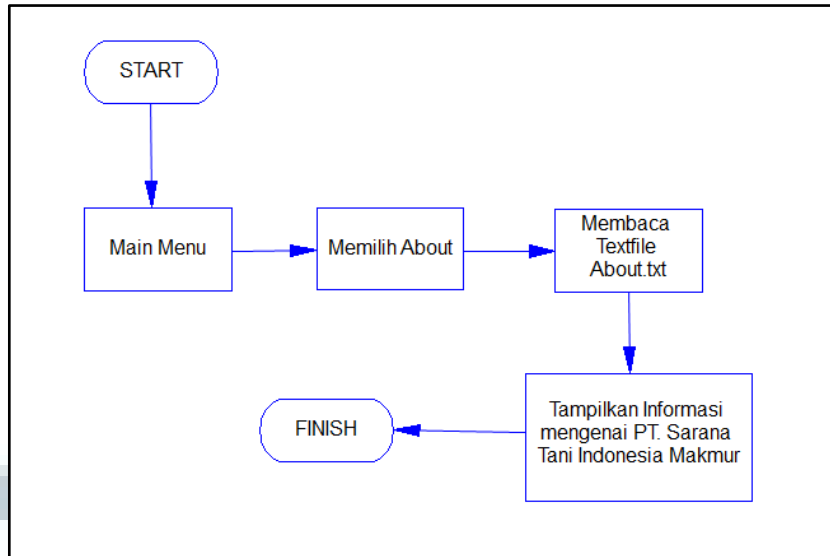 START
Main Menu
Memilih About
Membaca
Textfile
About.txt
Tampilkan Informasi
mengenai PT. Sarana
Tani Indonesia Makmur
FINISH